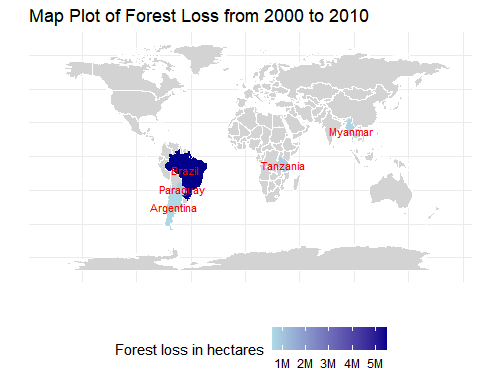 Map Plot of Forest Loss from 2000 to 2010
Myanmar
Tanzania
Brazil
Paraguay
Argentina
Forest loss in hectares
1M 2M 3M 4M 5M